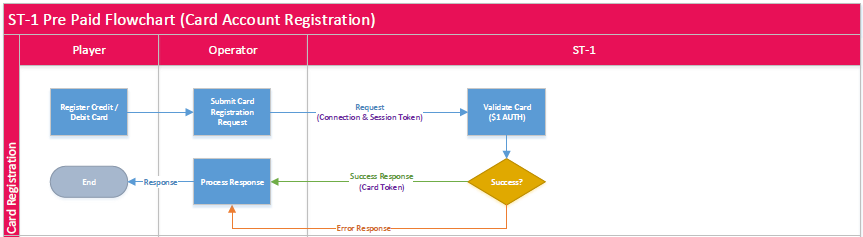 ST-1 Pre Paid Flowchart (Card Account Registration)
Player
Operator
ST-1
Card Registration
Register Credit /
Debit Card
Submit Card
Registration
Request
Request
(Connection & Session Token)
Validate Card
($1 AUTH)
End
Response
Process Response
Success Response
(Card Token)
Success?
Error Response